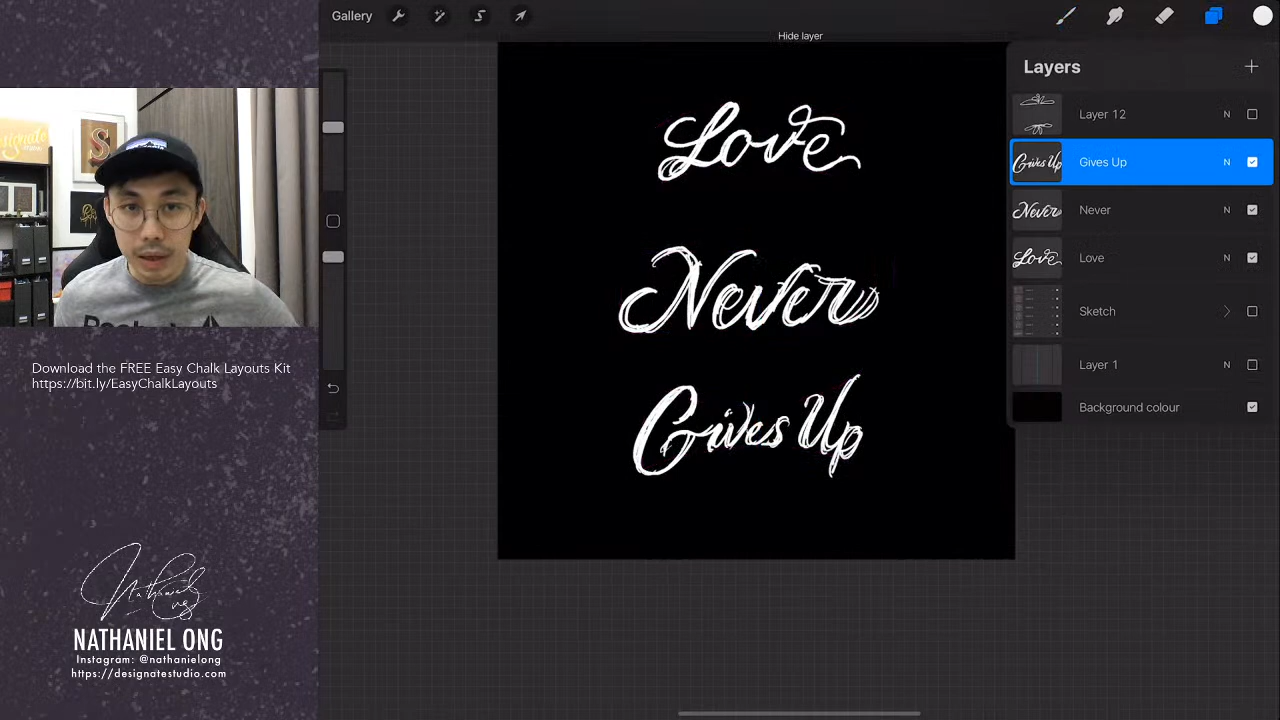 Gallery
Hide layer
Love
Never
Gives Up
Layers
Layer 12 N
Gives Up N
Never N
Love N
Sketch
Layer 1 N
Background colour
Download the FREE Easy Chalk Layouts Kit
https://bit.ly/EasyChalkLayouts
NATHANIEL ONG
Instagram: @nathanielong
https://designatestudio.com